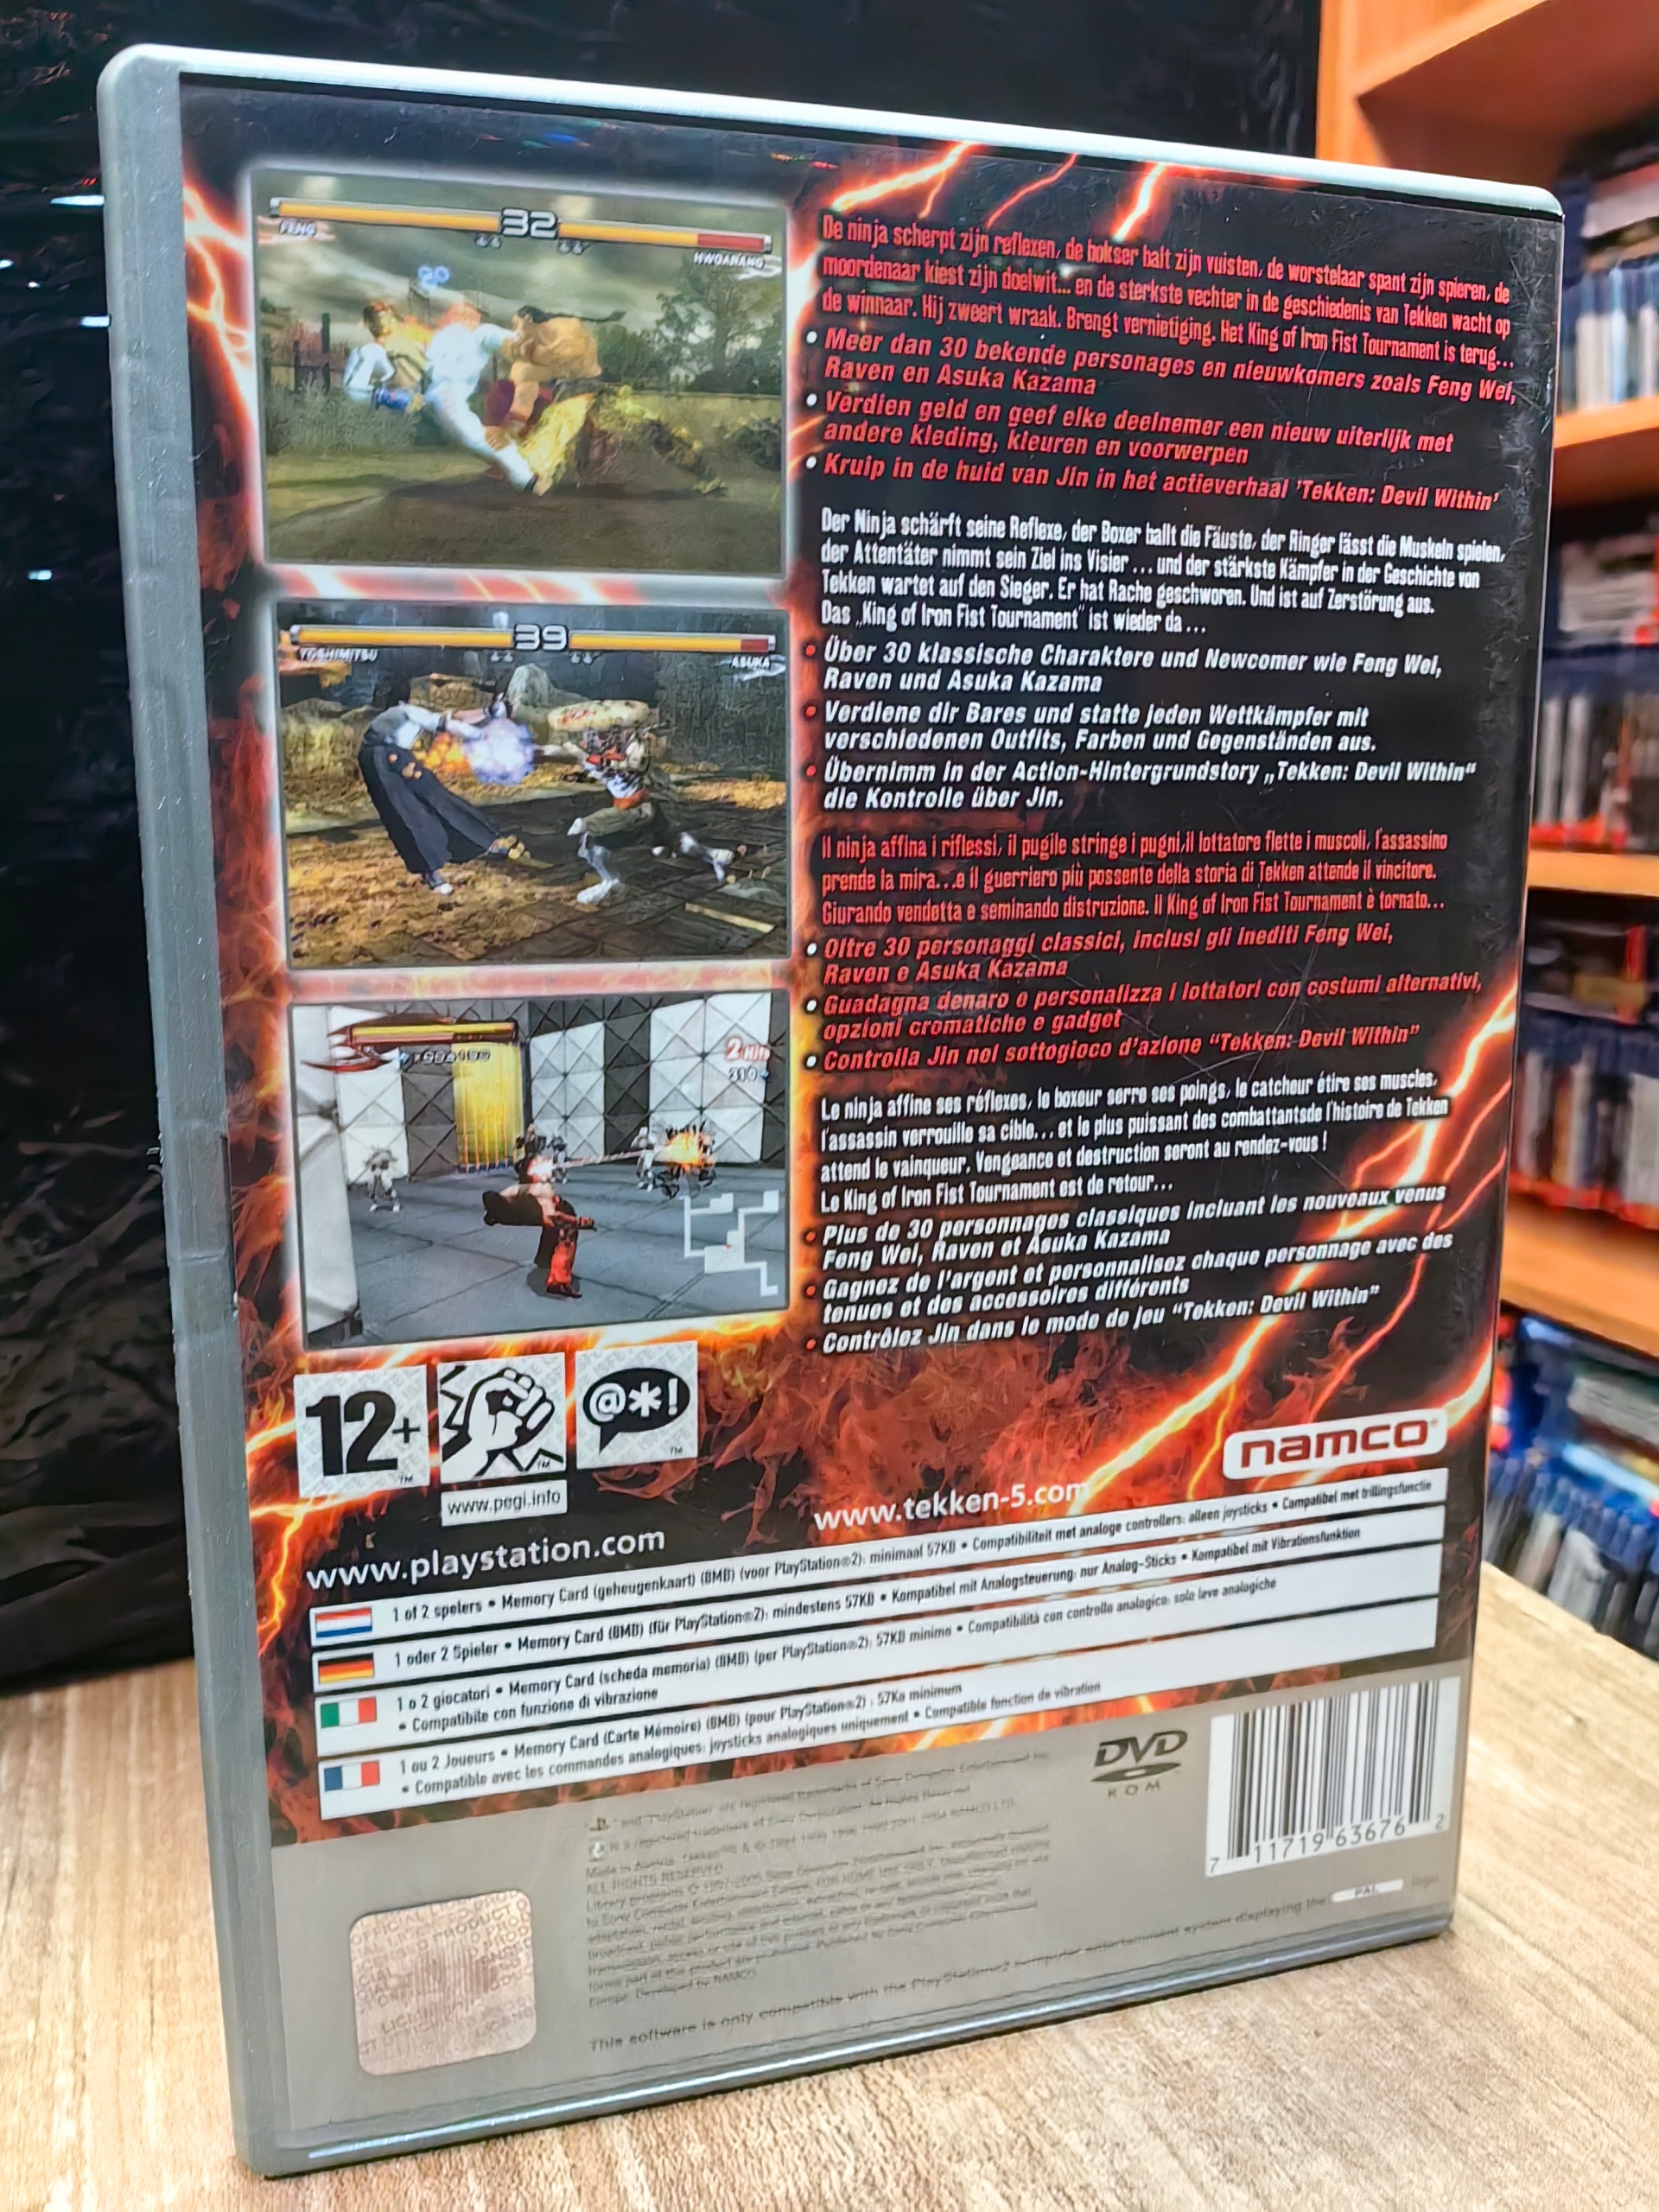 FENG
32
HWOARANG
YOSHIMITSU
39
ASUKA
De ninja scherpt zijn reflexen, de bokser balt zijn vuisten, de worstelaar spant zijn spieren, de
moordenaar kiest zijn doelwit... en de sterkste vechter in de geschiedenis van Tekken wacht op
de winnaar. Hij zweert wraak. Brengt vernietiging. Het King of Iron Fist Tournament is terug...
• Meer dan 30 bekende personages en nieuwkomers zoals Feng Wei,
Raven en Asuka Kazama
• Verdien geld en geef elke deelnemer een nieuw uiterlijk met
andere kleding, kleuren en voorwerpen
• Kruip in de huid van Jin in het actieverhaal 'Tekken: Devil Within'
Der Ninja schärft seine Reflexe, der Boxer ballt die Fäuste, der Ringer lässt die Muskeln spielen,
der Attentäter nimmt sein Ziel ins Visier ... und der stärkste Kämpfer in der Geschichte von
Tekken wartet auf den Sieger. Er hat Rache geschworen. Und ist auf Zerstörung aus.
Das „King of Iron Fist Tournament" ist wieder da ...
• Über 30 klassische Charaktere und Newcomer wie Feng Wei,
Raven und Asuka Kazama
• Verdiene dir Bares und statte jeden Wettkämpfer mit
verschiedenen Outfits, Farben und Gegenständen aus.
• Übernimm in der Action-Hintergrundstory „Tekken: Devil Within“
die Kontrolle über Jin.
Il ninja affina i riflessi, il pugile stringe i pugni,il lottatore flette i muscoli, l'assassino
prende la mira...e il guerriero più possente della storia di Tekken attende il vincitore.
Giurando vendetta e seminando distruzione. Il King of Iron Fist Tournament è tornato...
• Oltre 30 personaggi classici, inclusi gli inediti Feng Wei,
Raven e Asuka Kazama
• Guadagna denaro e personalizza i lottatori con costumi alternativi,
opzioni cromatiche e gadget
• Controlla Jin nel sottogioco d'azione “Tekken: Devil Within”
Le ninja affine ses réflexes, le boxeur serre ses poings, le catcheur étire ses muscles,
l'assassin verrouille sa cible... et le plus puissant des combattantsde l'histoire de Tekken
attend le vainqueur. Vengeance et destruction seront au rendez-vous !
Le King of Iron Fist Tournament est de retour...
• Plus de 30 personnages classiques incluant les nouveaux venus
Feng Wei, Raven et Asuka Kazama
• Gagnez de l'argent et personnalisez chaque personnage avec des
tenues et des accessoires différents
• Contrôlez Jin dans le mode de jeu “Tekken: Devil Within”
12+
TM
TM
@*!
TM
www.pegi.info
namco®
www.playstation.com
www.tekken-5.com
1 of 2 spelers • Memory Card (geheugenkaart) (8MB) (voor PlayStation®2): minimaal 57KB • Compatibiliteit met analoge controllers: alleen joysticks • Compatibel met trillingsfunctie
1 oder 2 Spieler • Memory Card (8MB) (für PlayStation®2): mindestens 57KB • Kompatibel mit Analogsteuerung: nur Analog-Sticks • Kompatibel mit Vibrationsfunktion
1 o 2 giocatori • Memory Card (scheda memoria) (8MB) (per PlayStation®2): 57KB minimo • Compatibilità con controllo analogico: solo leve analogiche
• Compatibile con funzione di vibrazione
1 ou 2 Joueurs • Memory Card (Carte Mémoire) (8MB) (pour PlayStation®2) : 57Ko minimum
• Compatible avec les commandes analogiques: joysticks analogiques uniquement • Compatible fonction de vibration
DVD
ROM
7 11719 63676 2
Europe. Developed by NAMCO.
This software is only compatible with the PlayStation®2 computer entertainment system displaying the PAL logo